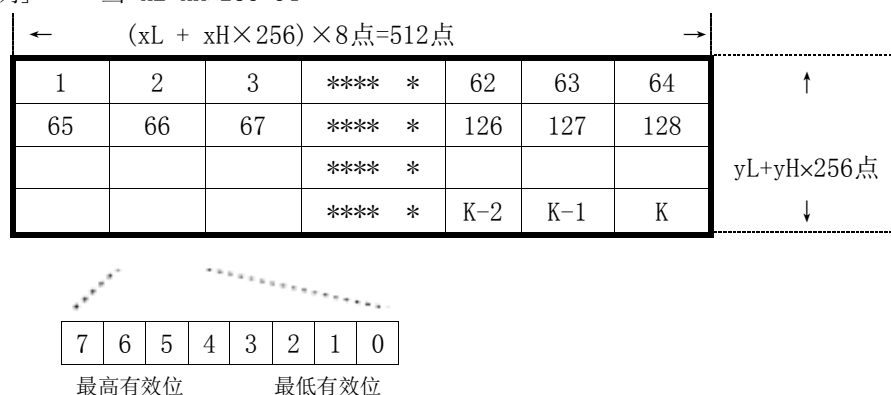 ← (xL + xH×256)×8点=512点 →
1 2 3 **** * 62 63 64 ↑
65 66 67 **** * 126 127 128
**** * yL+yH×256点
**** * K-2 K-1 K ↓
7 6 5 4 3 2 1 0
最高有效位 最低有效位